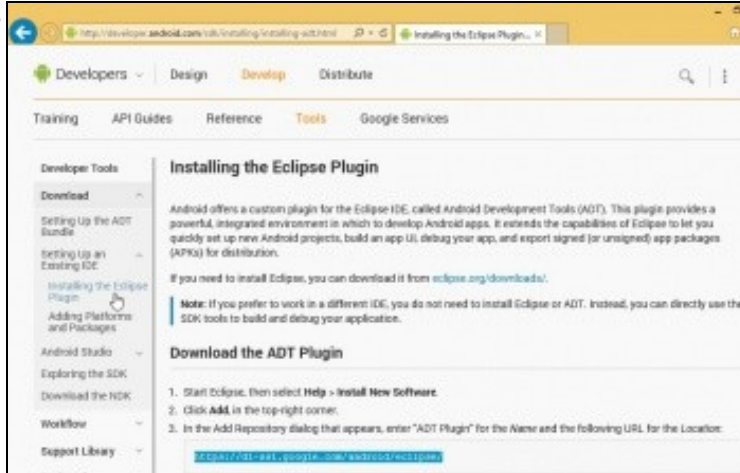 http://developer.android.com/sdk/installing/installing-adt.html
Installing the Eclipse Plugin...
Developers
Design
Develop
Distribute
Training
API Guides
Reference
Tools
Google Services
Developer Tools
Download
Setting Up the ADT
Bundle
Setting Up an
Existing IDE
Installing the Eclipse
Plugin
Adding Platforms
and Packages
Android Studio
Exploring the SDK
Download the NDK
Workflow
Support Library
Installing the Eclipse Plugin
Android offers a custom plugin for the Eclipse IDE, called Android Development Tools (ADT). This plugin provides a
powerful, integrated environment in which to develop Android apps. It extends the capabilities of Eclipse to let you
quickly set up new Android projects, build an app UI, debug your app, and export signed (or unsigned) app packages
(APKs) for distribution.
If you need to install Eclipse, you can download it from eclipse.org/downloads/.
Note: If you prefer to work in a different IDE, you do not need to install Eclipse or ADT. Instead, you can directly use the
SDK tools to build and debug your application.
Download the ADT Plugin
1. Start Eclipse, then select Help > Install New Software.
2. Click Add, in the top-right corner.
3. In the Add Repository dialog that appears, enter "ADT Plugin" for the Name and the following URL for the Location:
https://dl-ssl.google.com/android/eclipse/